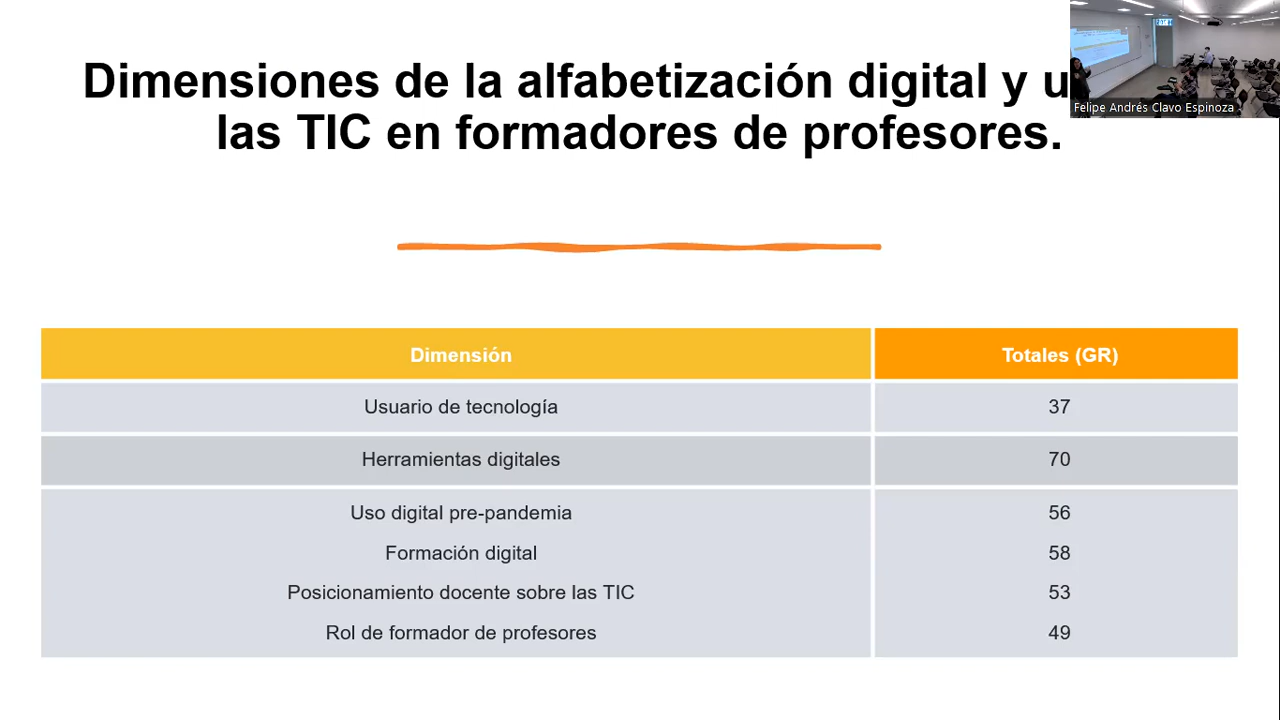 Dimensiones de la alfabetización digital y u
las TIC en formadores de profesores.
Felipe Andrés Clavo Espinoza
Dimensión Totales (GR)
Usuario de tecnología 37
Herramientas digitales 70
Uso digital pre-pandemia 56
Formación digital 58
Posicionamiento docente sobre las TIC 53
Rol de formador de profesores 49